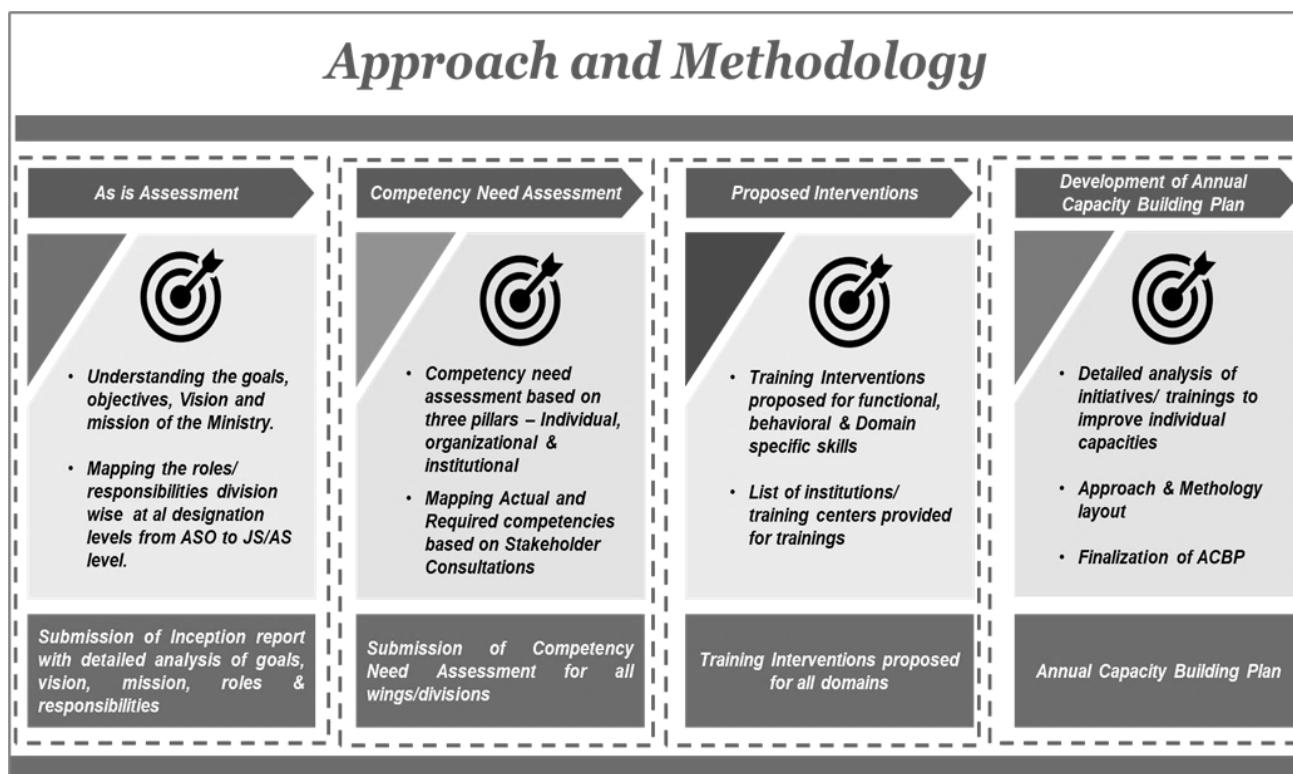 Approach and Methodology
As is Assessment
• Understanding the goals,
objectives, Vision and
mission of the Ministry.
• Mapping the roles/
responsibilities division
wise at al designation
levels from ASO to JS/AS
level.
Submission of Inception report
with detailed analysis of goals,
vision, mission, roles &
responsibilities
Competency Need Assessment
• Competency need
assessment based on
three pillars – Individual,
organizational &
institutional
• Mapping Actual and
Required competencies
based on Stakeholder
Consultations
Submission of Competency
Need Assessment for all
wings/divisions
Proposed Interventions
• Training Interventions
proposed for functional,
behavioral & Domain
specific skills
• List of institutions/
training centers provided
for trainings
Training Interventions proposed
for all domains
Development of Annual
Capacity Building Plan
• Detailed analysis of
initiatives/ trainings to
improve individual
capacities
• Approach & Methology
layout
• Finalization of ACBP
Annual Capacity Building Plan